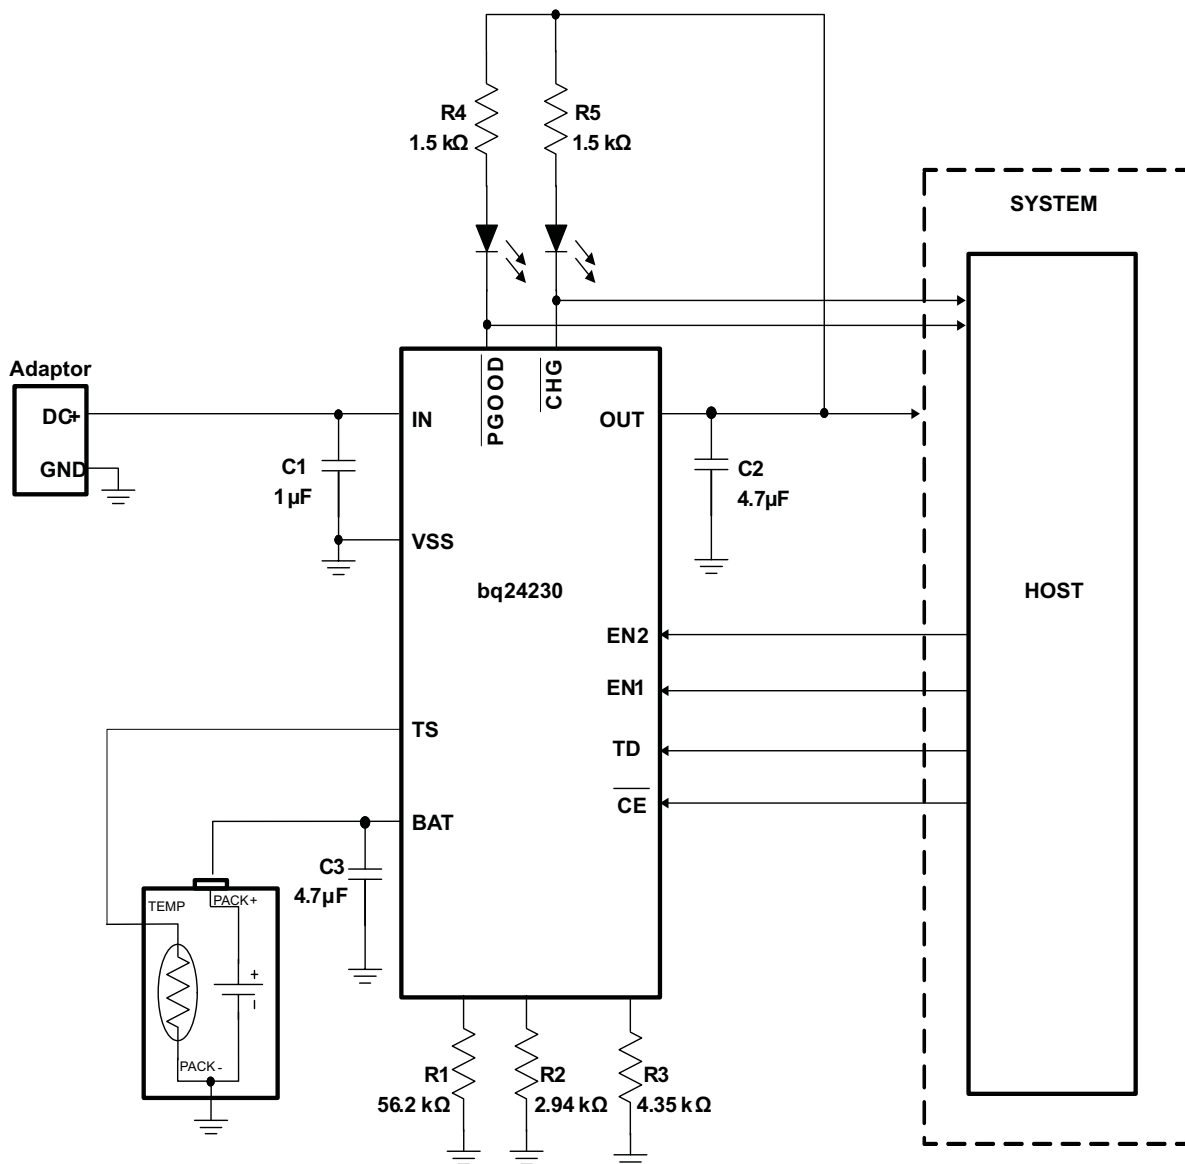 R4
1.5 kΩ
R5
1.5 kΩ
SYSTEM
Adaptor
DC+
GND
PGOOD
CHG
IN
OUT
C1
1 µF
C2
4.7µF
VSS
bq24230
HOST
EN2
EN1
TS
TD
CE
BAT
C3
4.7µF
TEMP
PACK+
+
−
PACK-
R1
56.2 kΩ
R2
2.94 kΩ
R3
4.35 kΩ